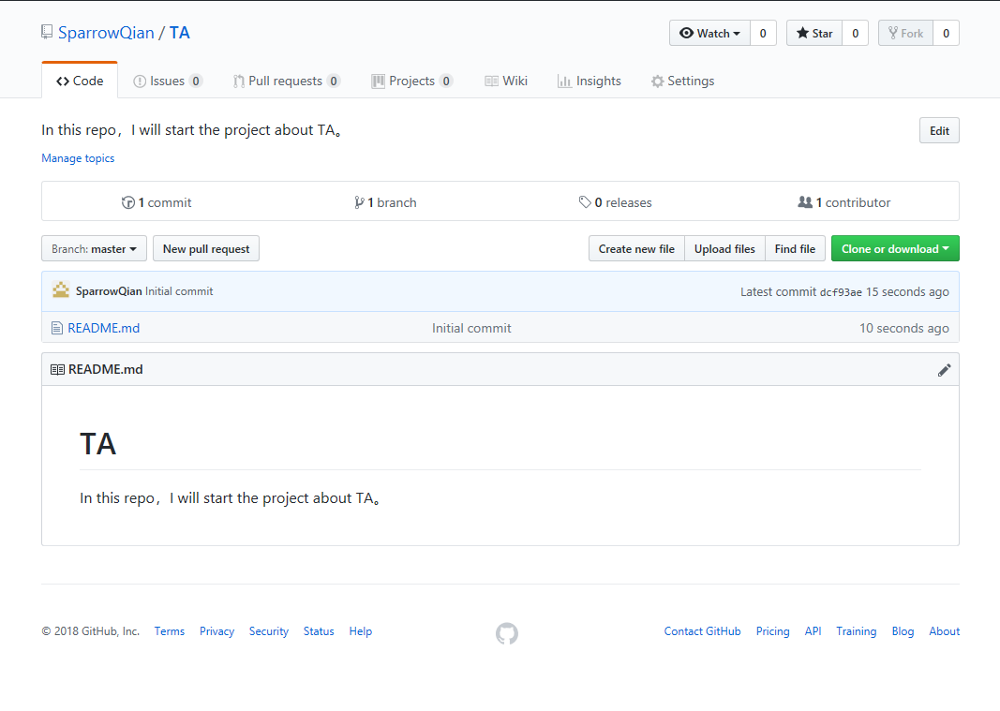 SparrowQian / TA
Watch 0 Star 0 Fork 0
Code Issues 0 Pull requests 0 Projects 0 Wiki Insights Settings
In this repo，I will start the project about TA。 Edit
Manage topics
1 commit 1 branch 0 releases 1 contributor
Branch: master New pull request Create new file Upload files Find file Clone or download
SparrowQian Initial commit Latest commit dcf93ae 15 seconds ago
README.md Initial commit 10 seconds ago
README.md
TA
In this repo，I will start the project about TA。
© 2018 GitHub, Inc. Terms Privacy Security Status Help Contact GitHub Pricing API Training Blog About